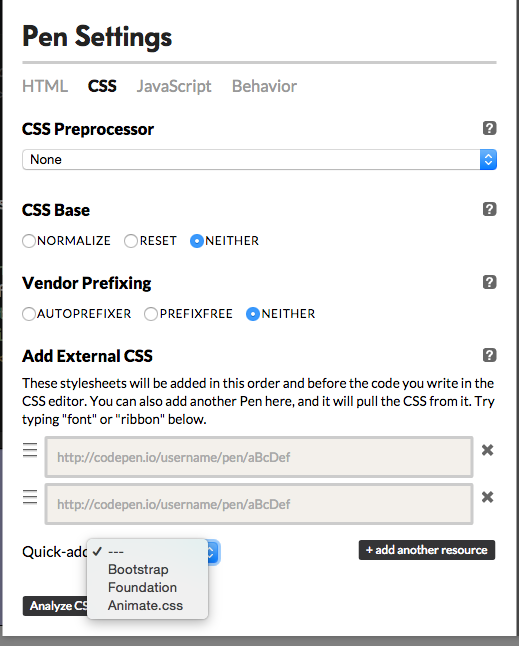 Pen Settings
HTML CSS JavaScript Behavior
CSS Preprocessor ?
None
CSS Base ?
NORMALIZE RESET NEITHER
Vendor Prefixing ?
AUTOPREFIXER PREFIXFREE NEITHER
Add External CSS ?
These stylesheets will be added in this order and before the code you write in the
CSS editor. You can also add another Pen here, and it will pull the CSS from it. Try
typing "font" or "ribbon" below.
http://codepen.io/username/pen/aBcDef
http://codepen.io/username/pen/aBcDef
Quick-add ✓ --- + add another resource
Bootstrap
Foundation
Animate.css
Analyze CS